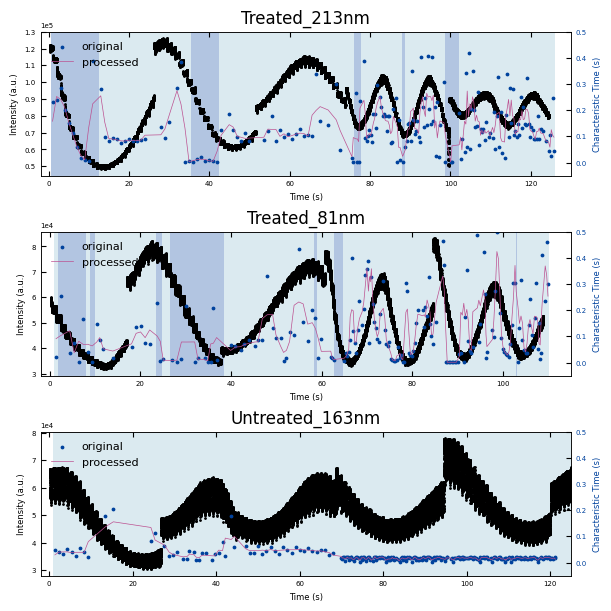 Treated_213nm
1e5
original
processed
1.3
1.2
1.1
1.0
0.9
0.8
0.7
0.6
0.5
Intensity (a.u.)
0.5
0.4
0.3
0.2
0.1
0.0
Characteristic Time (s)
0 20 40 60 80 100 120
Time (s)
Treated_81nm
1e4
original
processed
8
7
6
5
4
3
Intensity (a.u.)
0.5
0.4
0.3
0.2
0.1
0.0
Characteristic Time (s)
0 20 40 60 80 100
Time (s)
Untreated_163nm
1e4
original
processed
8
7
6
5
4
3
Intensity (a.u.)
0.5
0.4
0.3
0.2
0.1
0.0
Characteristic Time (s)
0 20 40 60 80 100 120
Time (s)